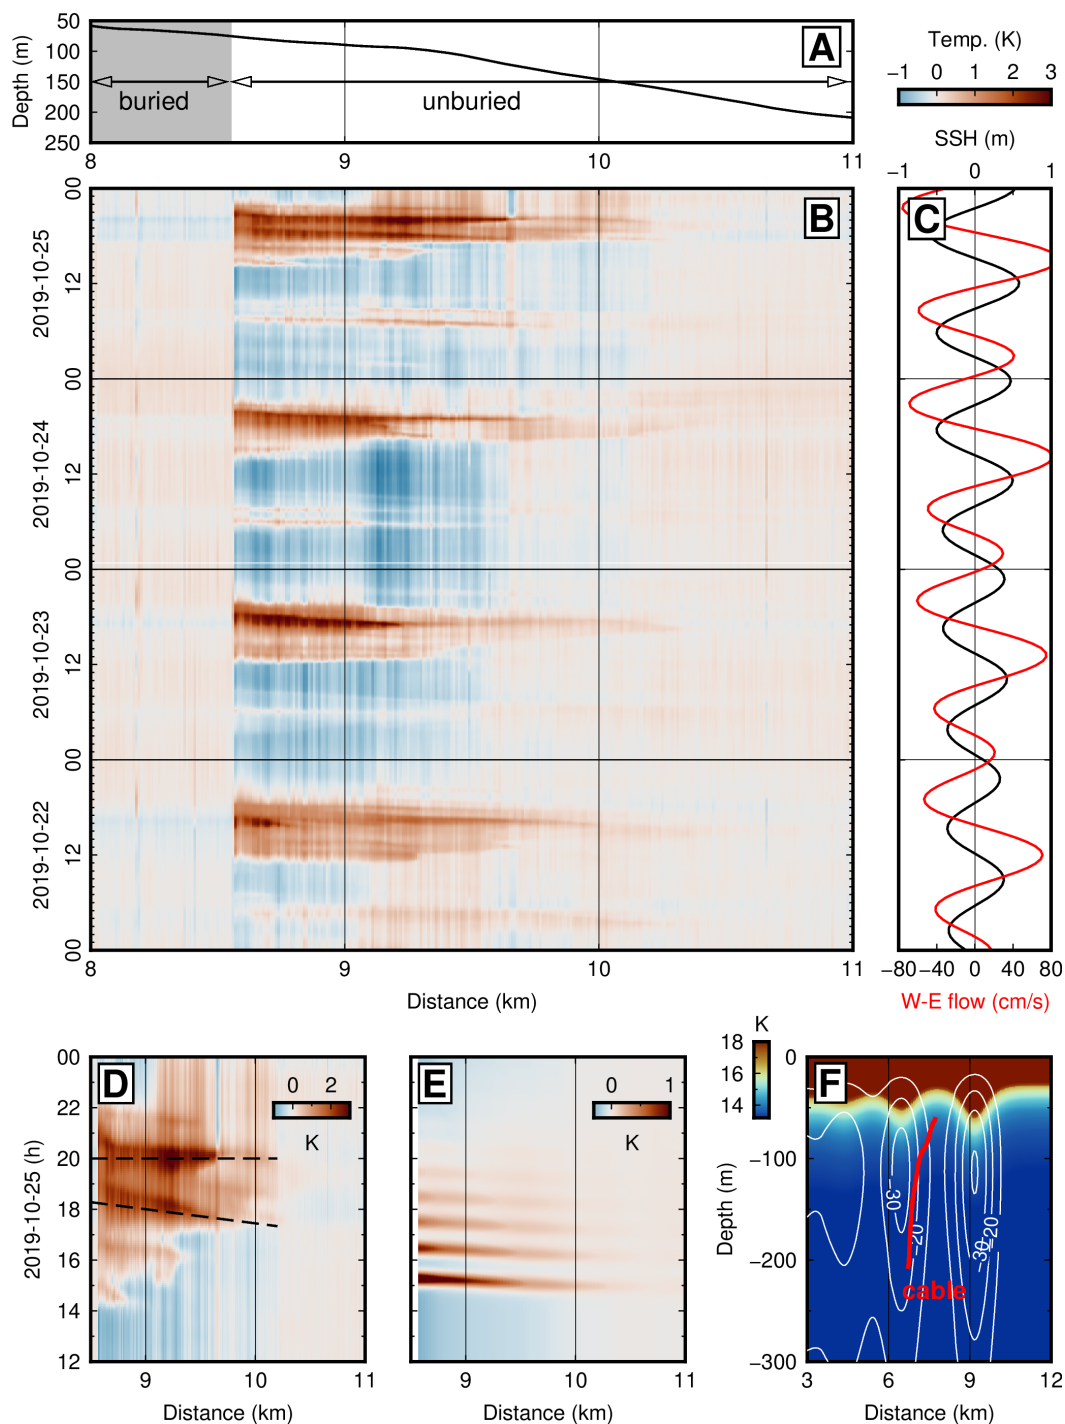 50
100
150
200
250
Depth (m)
A
buried
unburied
8
9
10
11
Temp. (K)
−1 0 1 2 3
SSH (m)
−1 0 1
00
12
00
12
00
12
00
12
00
2019-10-25
2019-10-24
2019-10-23
2019-10-22
B
C
8
9
10
11
Distance (km)
−80 −40 0 40 80
W-E flow (cm/s)
00
22
20
18
16
14
12
2019-10-25 (h)
D
0 2
K
9 10 11
Distance (km)
E
0 1
K
9 10 11
Distance (km)
K
18
16
14
0
−100
−200
−300
Depth (m)
F
30
−20
−30
−20
cable
3 6 9 12
Distance (km)